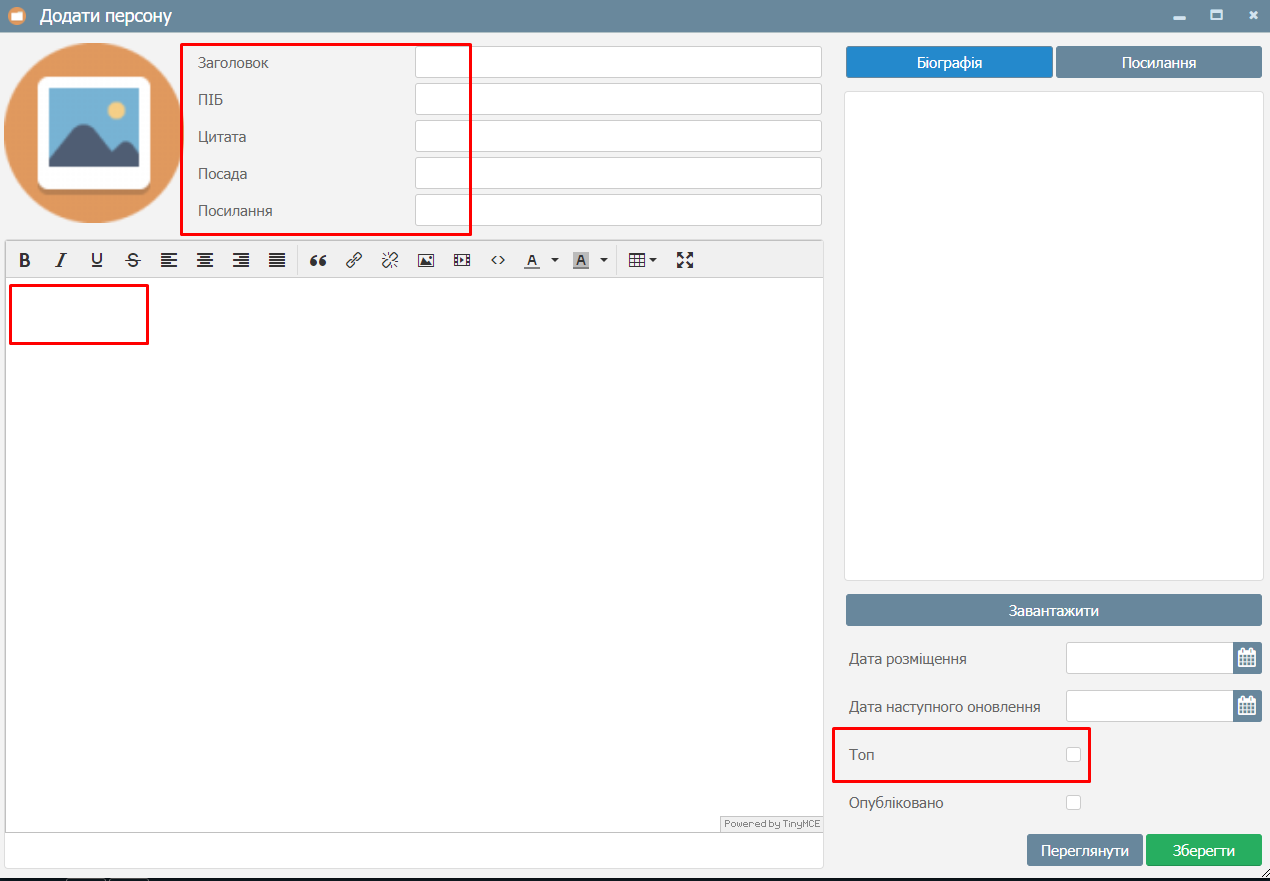 Додати персону
Заголовок
ПІБ
Цитата
Посада
Посилання
Біографія
Посилання
B I U S A A
Powered by TinyMCE
Завантажити
Дата розміщення
Дата наступного оновлення
Топ
Опубліковано
Переглянути
Зберегти